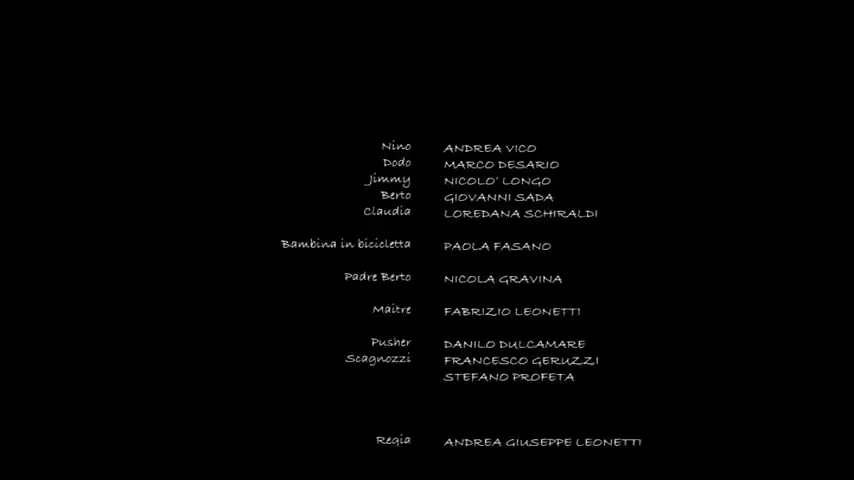 Nino ANDREA VICO
Dodo MARCO DESARIO
Jimmy NICOLO' LONGO
Berto GIOVANNI SADA
Claudia LOREDANA SCHIRALDI
Bambina in bicicletta PAOLA FASANO
Padre Berto NICOLA GRAVINA
Maitre FABRIZIO LEONETTI
Pusher DANILO DULCAMARE
Scagnozzi FRANCESCO GERUZZI
STEFANO PROFETA
Regia ANDREA GIUSEPPE LEONETTI